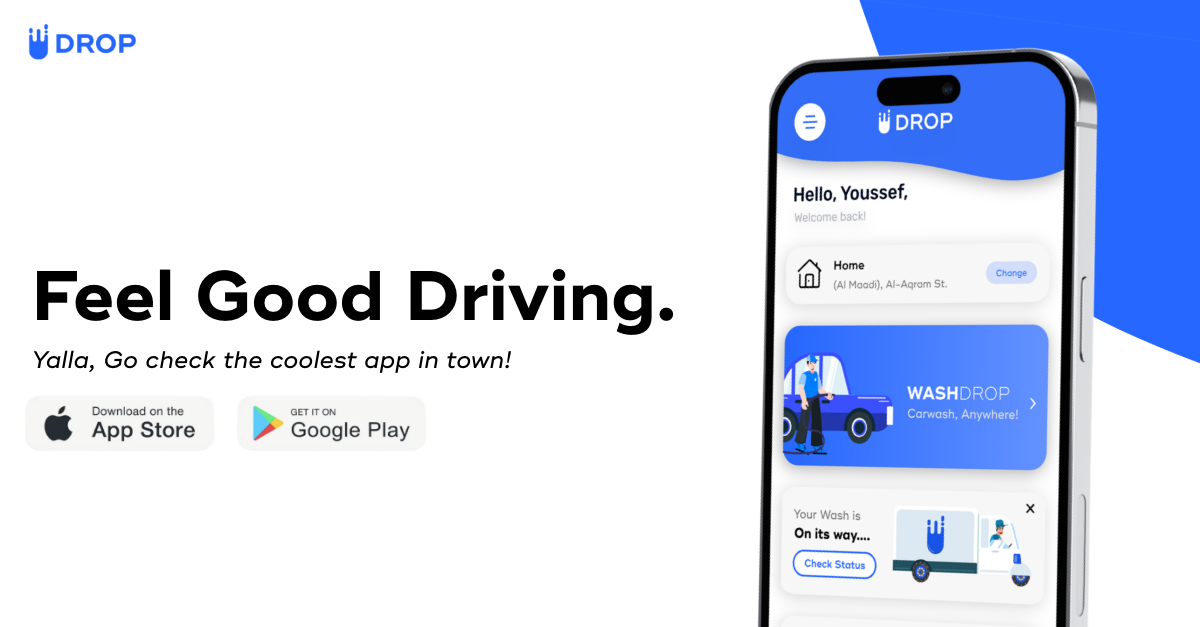 DROP
Feel Good Driving.
Yalla, Go check the coolest app in town!
Download on the
App Store
GET IT ON
Google Play
DROP
Hello, Youssef,
Welcome back!
Home
(Al Maadi), Al-Aqram St.
Change
WASHDROP
Carwash, Anywhere!
Your Wash is
On its way....
Check Status